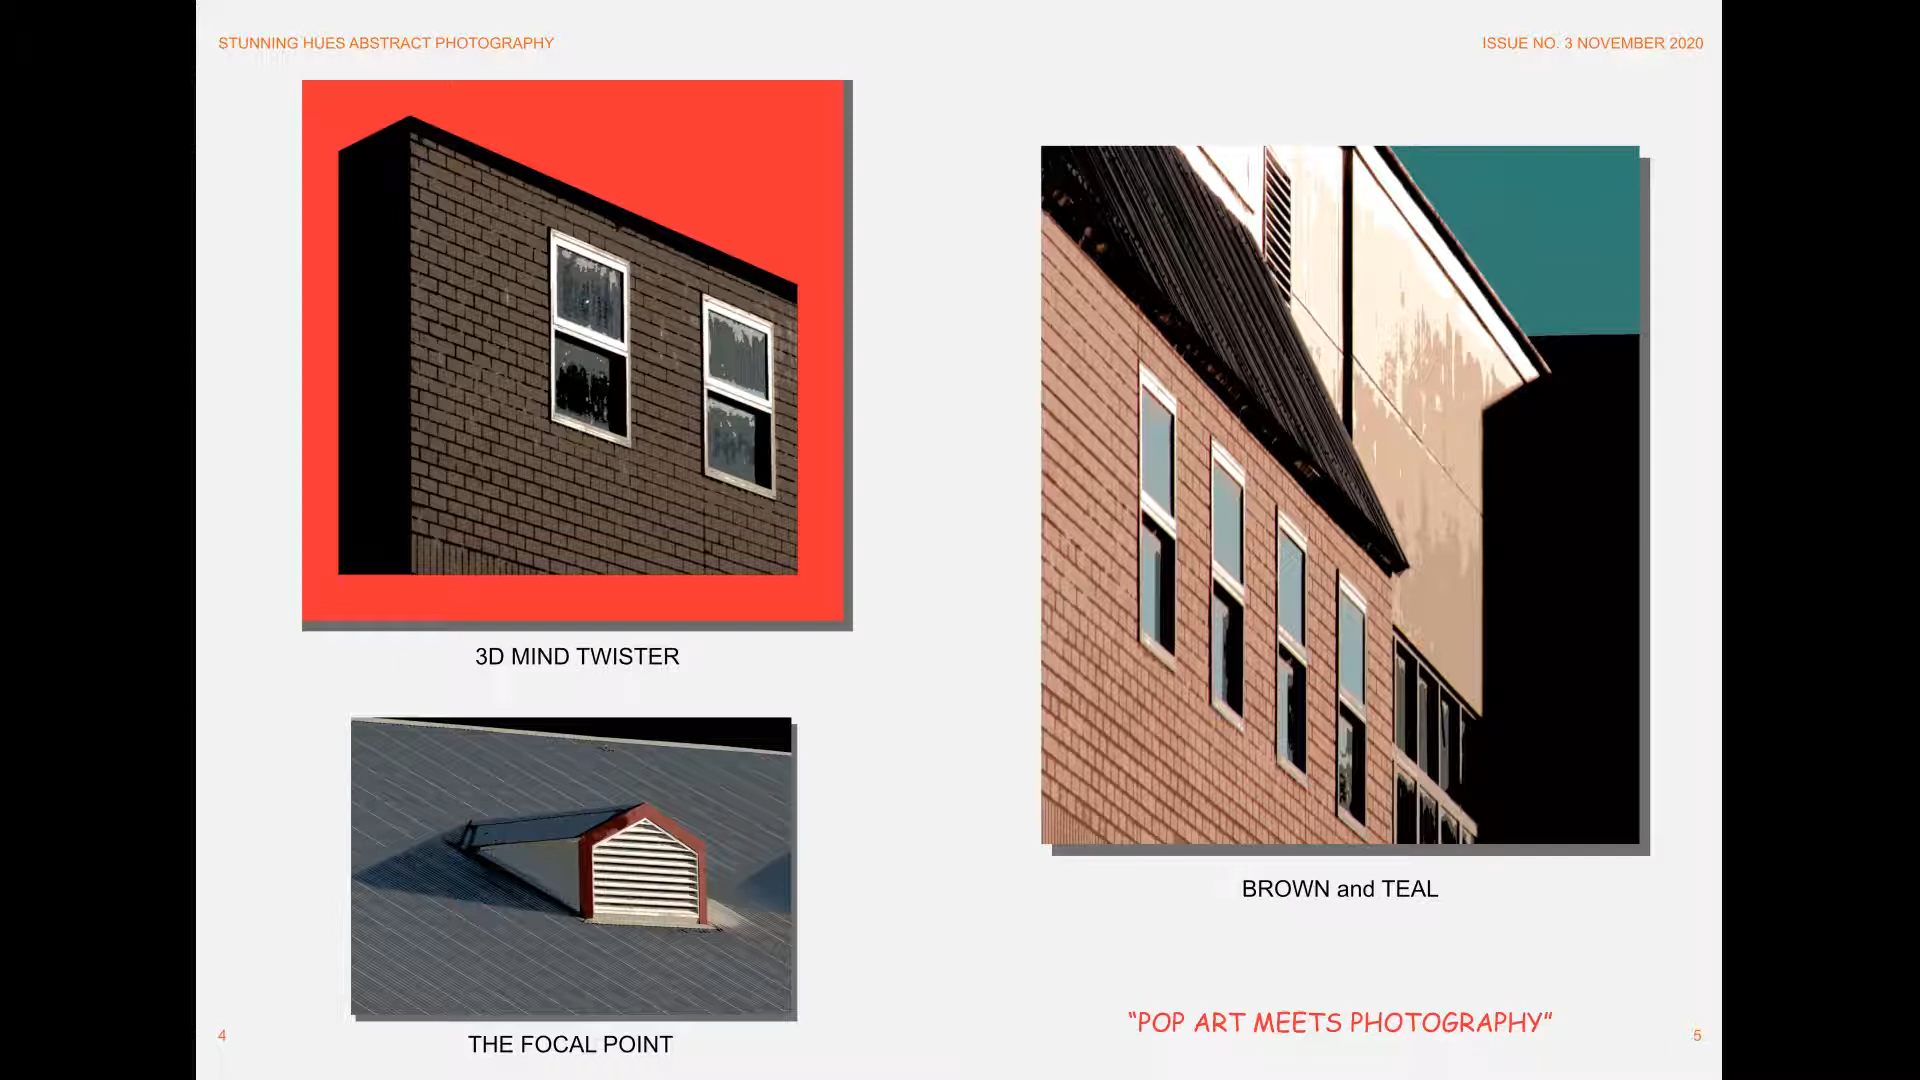 STUNNING HUES ABSTRACT PHOTOGRAPHY
ISSUE NO. 3 NOVEMBER 2020
3D MIND TWISTER
BROWN and TEAL
THE FOCAL POINT
“POP ART MEETS PHOTOGRAPHY”
4
5